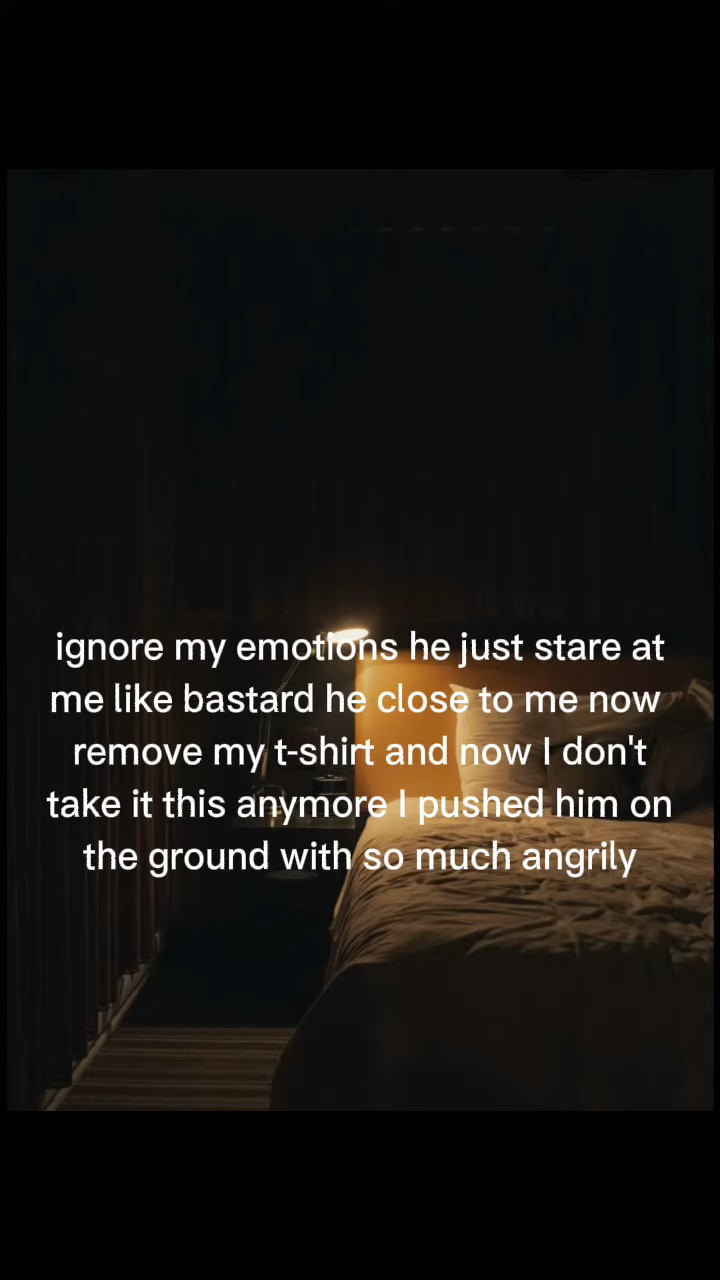 ignore my emotions he just stare at
me like bastard he close to me now
remove my t-shirt and now I don't
take it this anymore I pushed him on
the ground with so much angrily